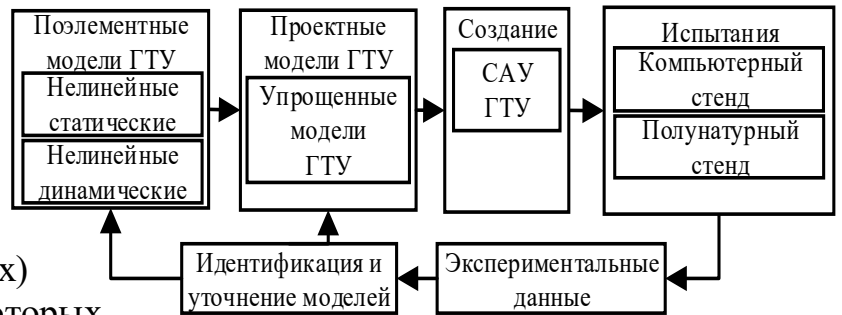 Поэлементные
модели ГТУ
Нелинейные
статические
Нелинейные
динамические
Проектные
модели ГТУ
Упрощенные
модели
ГТУ
Создание
САУ
ГТУ
Испытания
Компьютерный
стенд
Полунатурный
стенд
Идентификация и
уточнение моделей
Экспериментальные
данные
х)